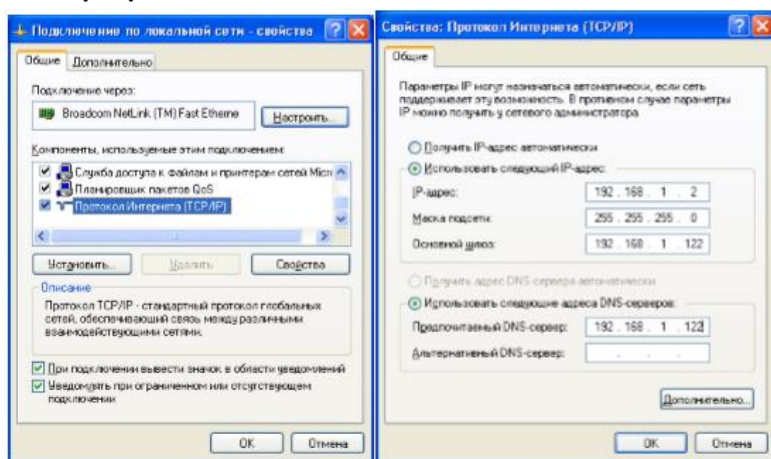 Подключение по локальной сети - свойства
Общие Дополнительно
Подключение через:
Broadcom NetLink (TM) Fast Etherne
Настроить...
Компоненты, используемые этим подключением:
Служба доступа к файлам и принтерам сетей Micr
Планировщик пакетов QoS
Протокол Интернета (TCP/IP)
Установить... Удалить Свойства
Описание
Протокол TCP/IP - стандартный протокол глобальных
сетей, обеспечивающий связь между различными
взаимодействующими сетями.
При подключении вывести значок в области уведомлений
Уведомлять при ограниченном или отсутствующем
подключении
OK Отмена
Свойства: Протокол Интернета (TCP/IP)
Общие
Параметры IP могут назначаться автоматически, если сеть
поддерживает эту возможность. В противном случае параметры
IP можно получить у сетевого администратора.
Получить IP-адрес автоматически
Использовать следующий IP-адрес:
IP-адрес: 192 . 168 . 1 . 2
Маска подсети: 255 . 255 . 255 . 0
Основной шлюз: 192 . 168 . 1 . 122
Получить адрес DNS-сервера автоматически
Использовать следующие адреса DNS-серверов:
Предпочитаемый DNS-сервер: 192 . 168 . 1 . 122
Альтернативный DNS-сервер: . . .
Дополнительно...
OK Отмена